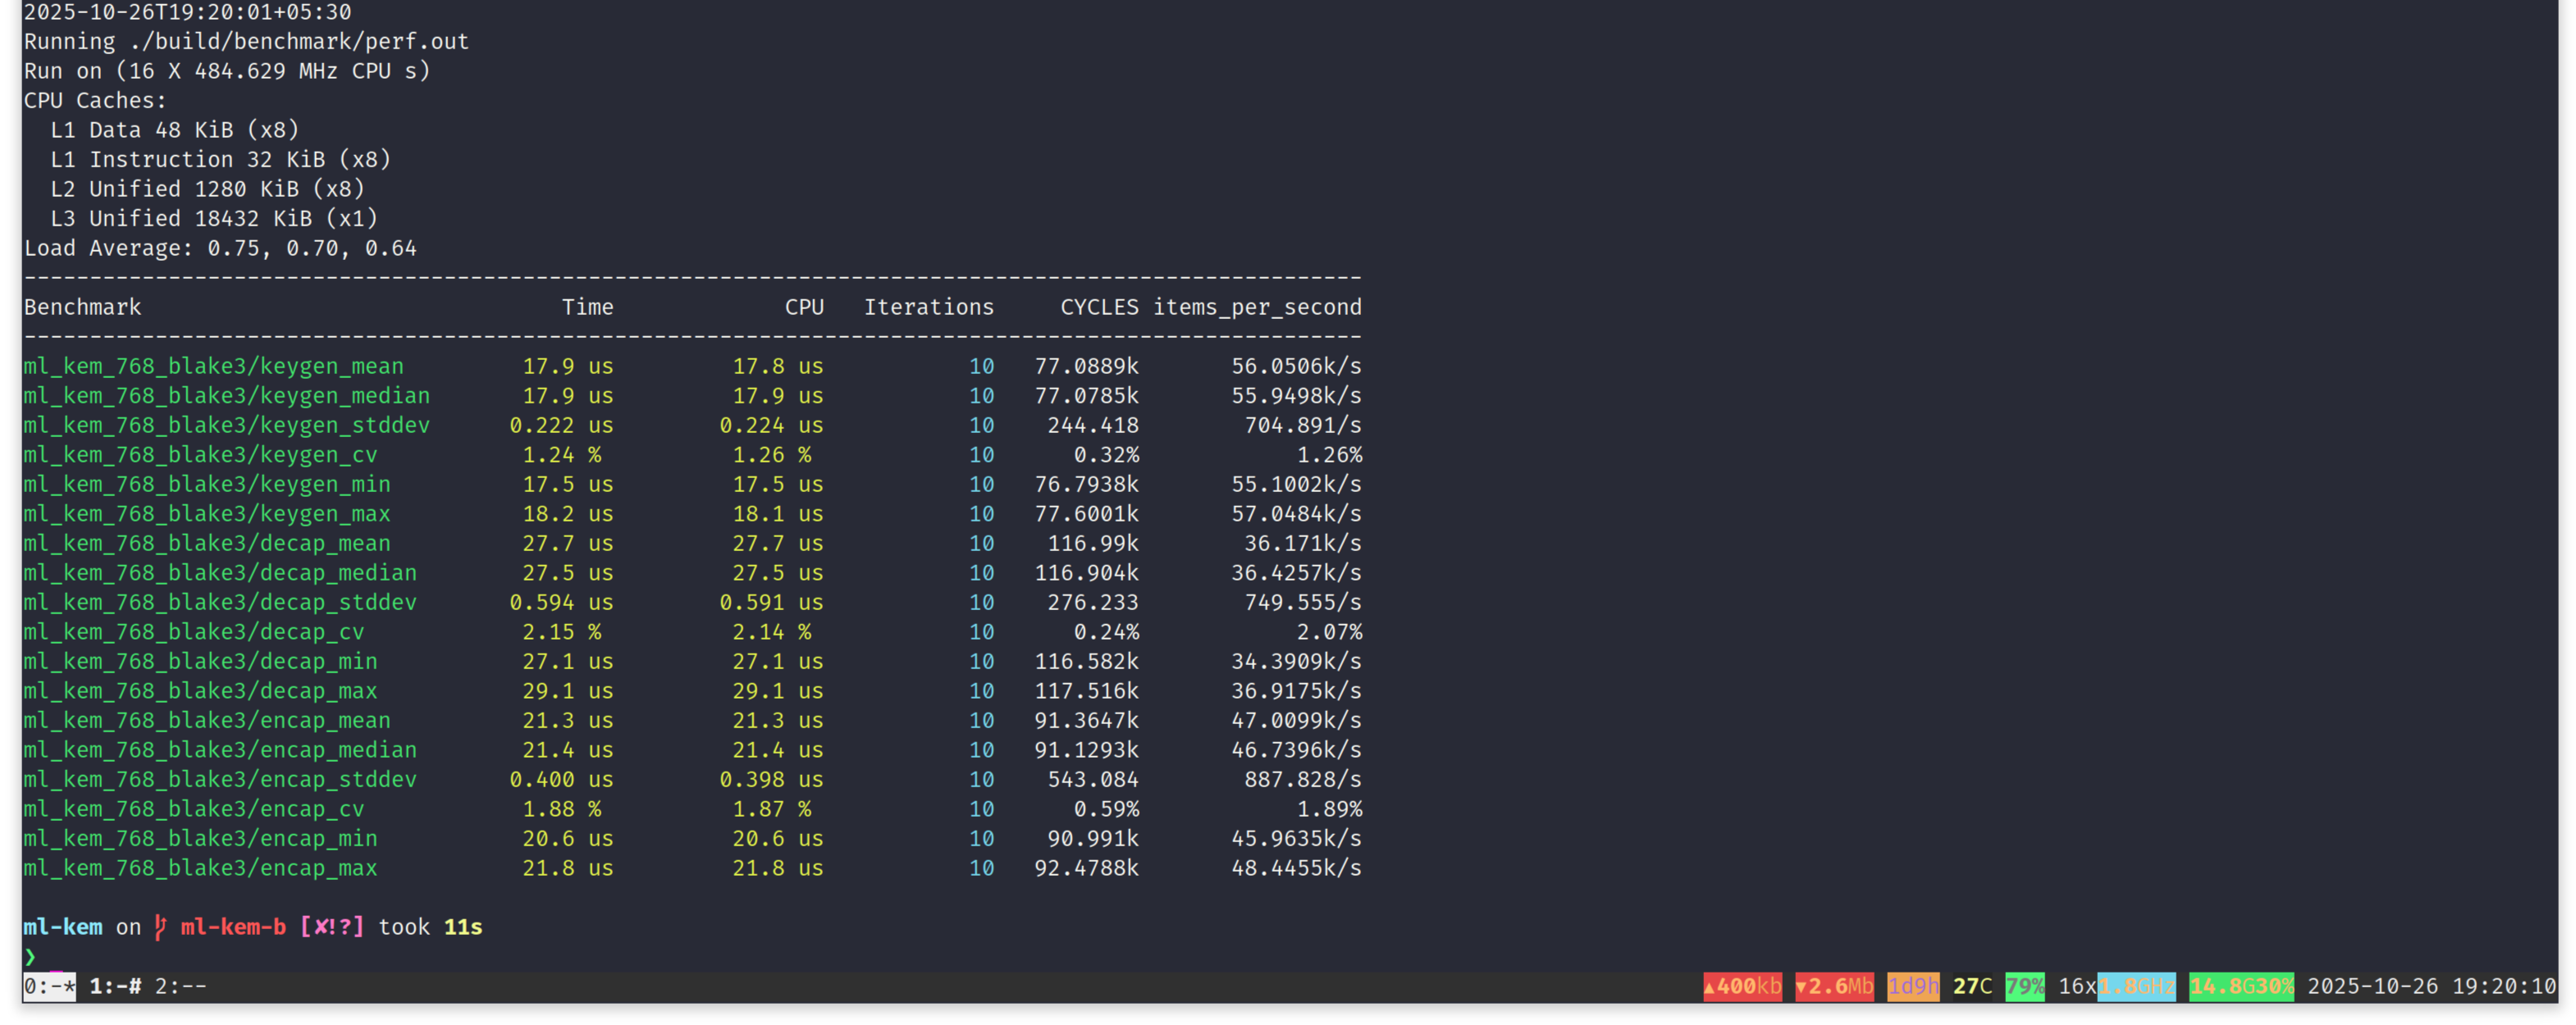 2025-10-26T19:20:01+05:30
Running ./build/benchmark/perf.out
Run on (16 X 484.629 MHz CPU s)
CPU Caches:
  L1 Data 48 KiB (x8)
  L1 Instruction 32 KiB (x8)
  L2 Unified 1280 KiB (x8)
  L3 Unified 18432 KiB (x1)
Load Average: 0.75, 0.70, 0.64
------------------------------------------------------------------------------------------------------
Benchmark                                Time             CPU   Iterations     CYCLES items_per_second
------------------------------------------------------------------------------------------------------
ml_kem_768_blake3/keygen_mean         17.9 us         17.8 us           10   77.0889k       56.0506k/s
ml_kem_768_blake3/keygen_median       17.9 us         17.9 us           10   77.0785k       55.9498k/s
ml_kem_768_blake3/keygen_stddev      0.222 us        0.224 us           10    244.418        704.891/s
ml_kem_768_blake3/keygen_cv           1.24 %          1.26 %            10      0.32%            1.26%
ml_kem_768_blake3/keygen_min          17.5 us         17.5 us           10   76.7938k       55.1002k/s
ml_kem_768_blake3/keygen_max          18.2 us         18.1 us           10   77.6001k       57.0484k/s
ml_kem_768_blake3/decap_mean          27.7 us         27.7 us           10    116.99k        36.171k/s
ml_kem_768_blake3/decap_median        27.5 us         27.5 us           10   116.904k       36.4257k/s
ml_kem_768_blake3/decap_stddev       0.594 us        0.591 us           10    276.233        749.555/s
ml_kem_768_blake3/decap_cv            2.15 %          2.14 %            10      0.24%            2.07%
ml_kem_768_blake3/decap_min           27.1 us         27.1 us           10   116.582k       34.3909k/s
ml_kem_768_blake3/decap_max           29.1 us         29.1 us           10   117.516k       36.9175k/s
ml_kem_768_blake3/encap_mean          21.3 us         21.3 us           10   91.3647k       47.0099k/s
ml_kem_768_blake3/encap_median        21.4 us         21.4 us           10   91.1293k       46.7396k/s
ml_kem_768_blake3/encap_stddev       0.400 us        0.398 us           10    543.084        887.828/s
ml_kem_768_blake3/encap_cv            1.88 %          1.87 %            10      0.59%            1.89%
ml_kem_768_blake3/encap_min           20.6 us         20.6 us           10    90.991k       45.9635k/s
ml_kem_768_blake3/encap_max           21.8 us         21.8 us           10   92.4788k       48.4455k/s
ml-kem on ml-kem-b [✘!?] took 11s
❯
0:-* 1:-# 2:-- ▲400kb ▼2.6Mb 1d9h 27C 79% 16x1.8GHz 14.8G30% 2025-10-26 19:20:10